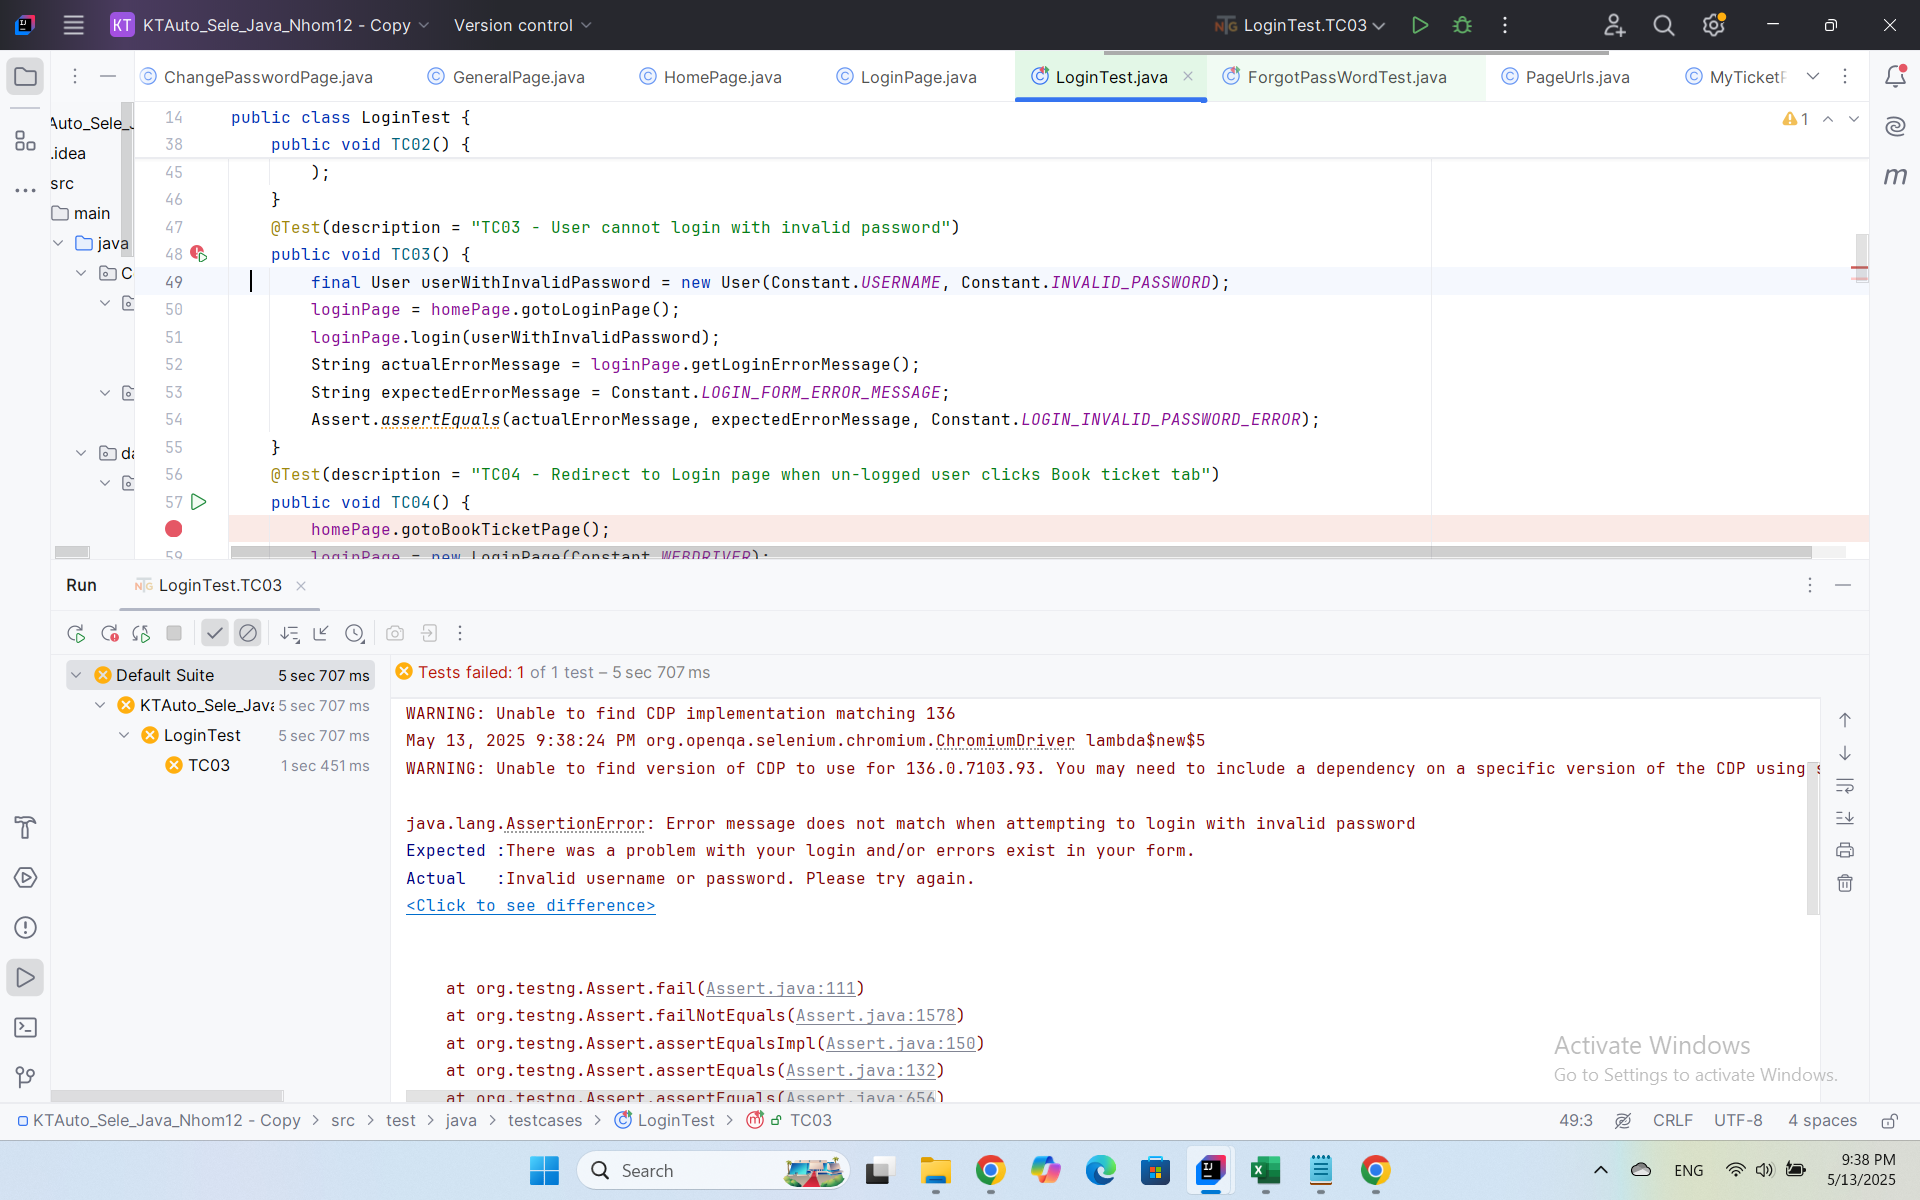 KT KTAuto_Sele_Java_Nhom12 - Copy Version control LoginTest.TC03
ChangePasswordPage.java GeneralPage.java HomePage.java LoginPage.java LoginTest.java ForgotPassWordTest.java PageUrls.java MyTicketP
Auto_Sele_J
.idea
src
main
java
C
da
14 public class LoginTest {
38 public void TC02() {
45 );
46 }
47 @Test(description = "TC03 - User cannot login with invalid password")
48 public void TC03() {
49 final User userWithInvalidPassword = new User(Constant.USERNAME, Constant.INVALID_PASSWORD);
50 loginPage = homePage.gotoLoginPage();
51 loginPage.login(userWithInvalidPassword);
52 String actualErrorMessage = loginPage.getLoginErrorMessage();
53 String expectedErrorMessage = Constant.LOGIN_FORM_ERROR_MESSAGE;
54 Assert.assertEquals(actualErrorMessage, expectedErrorMessage, Constant.LOGIN_INVALID_PASSWORD_ERROR);
55 }
56 @Test(description = "TC04 - Redirect to Login page when un-logged user clicks Book ticket tab")
57 public void TC04() {
homePage.gotoBookTicketPage();
59 loginPage = new LoginPage(Constant.WEBDRIVER);
1
m
Run LoginTest.TC03
Default Suite 5 sec 707 ms
KTAuto_Sele_Java 5 sec 707 ms
LoginTest 5 sec 707 ms
TC03 1 sec 451 ms
Tests failed: 1 of 1 test – 5 sec 707 ms
WARNING: Unable to find CDP implementation matching 136
May 13, 2025 9:38:24 PM org.openqa.selenium.chromium.ChromiumDriver lambda$new$5
WARNING: Unable to find version of CDP to use for 136.0.7103.93. You may need to include a dependency on a specific version of the CDP using s
java.lang.AssertionError: Error message does not match when attempting to login with invalid password
Expected :There was a problem with your login and/or errors exist in your form.
Actual   :Invalid username or password. Please try again.
<Click to see difference>
at org.testng.Assert.fail(Assert.java:111)
at org.testng.Assert.failNotEquals(Assert.java:1578)
at org.testng.Assert.assertEqualsImpl(Assert.java:150)
at org.testng.Assert.assertEquals(Assert.java:132)
at org.testng.Assert.assertEquals(Assert.java:656)
Activate Windows
Go to Settings to activate Windows.
KTAuto_Sele_Java_Nhom12 - Copy > src > test > java > testcases > LoginTest > TC03 49:3 CRLF UTF-8 4 spaces
Search ENG 9:38 PM
5/13/2025